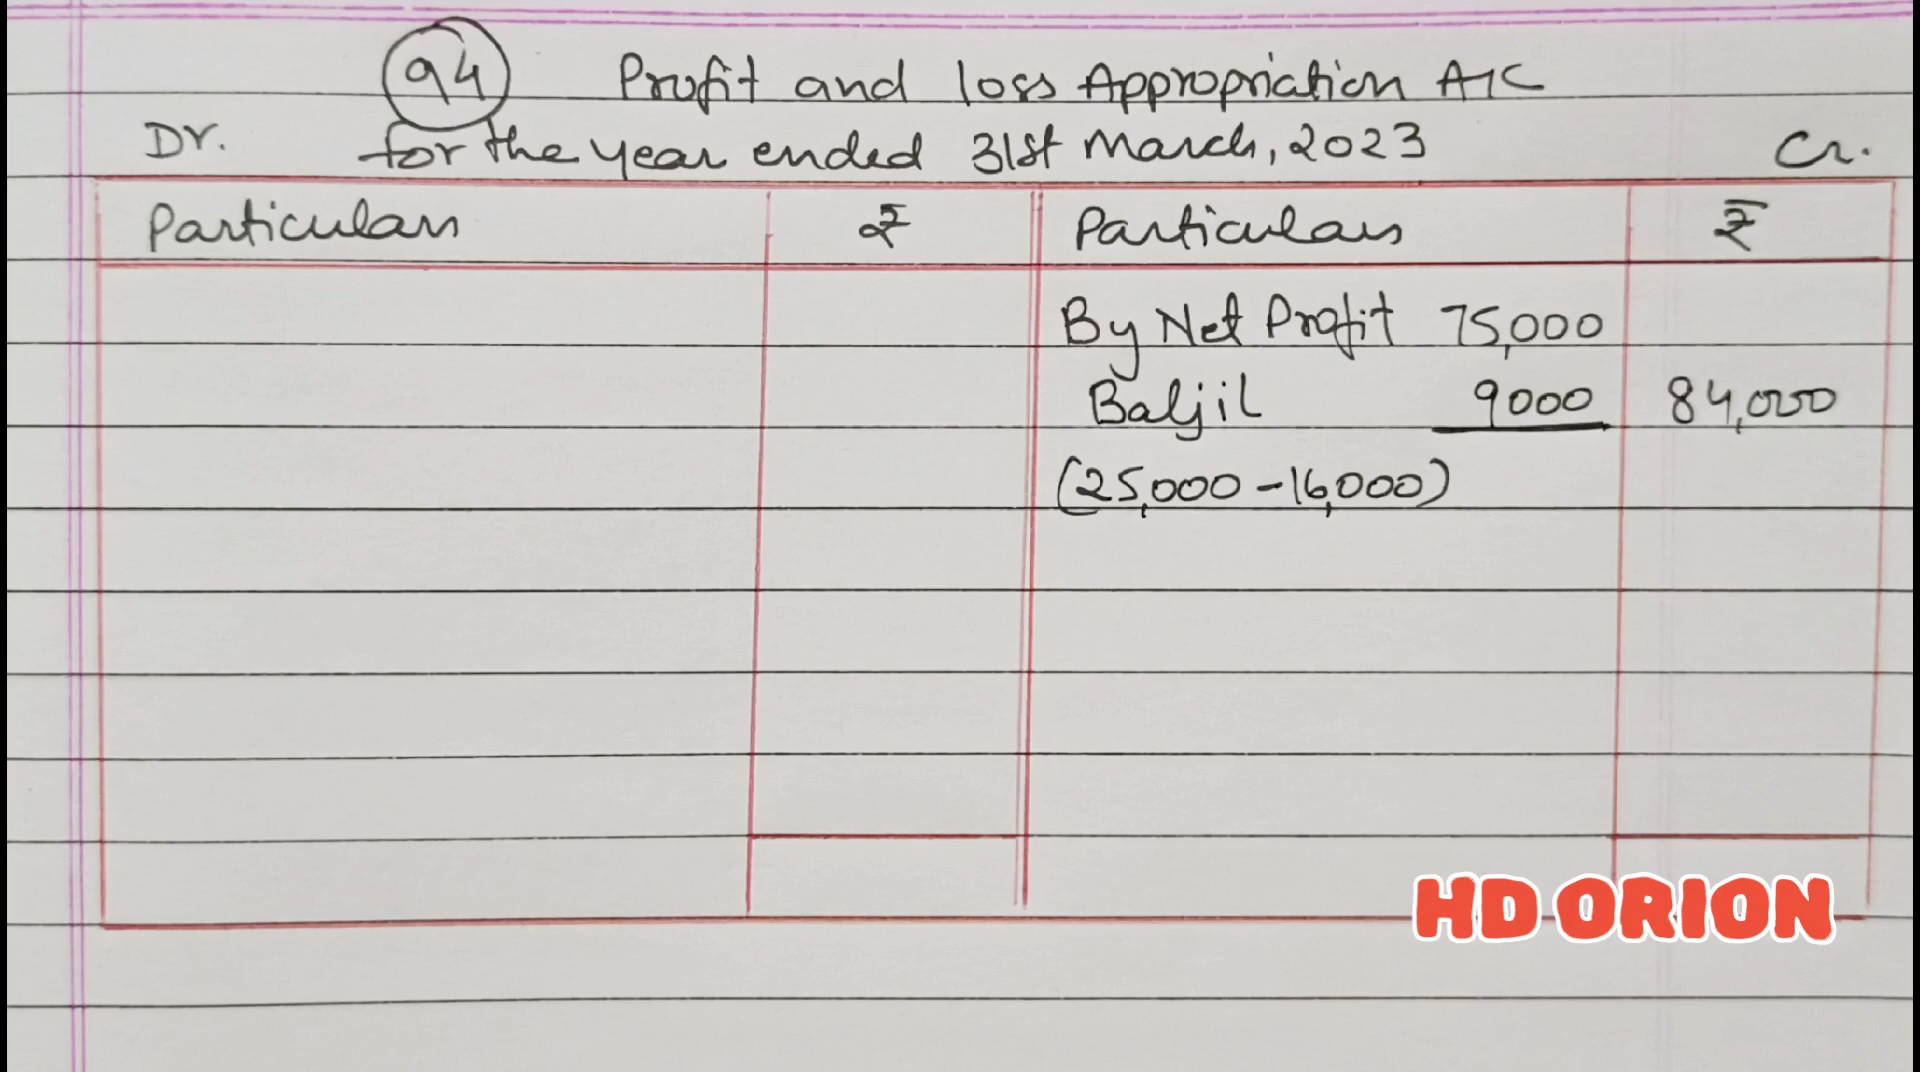 94 Profit and loss Appropriation A/C
Dr. for the year ended 31st March, 2023 Cr.
Particulars ₹ Particulars ₹
By Net Profit 75,000
Baljit 9000 84,000
(25,000-16,000)
HD ORION